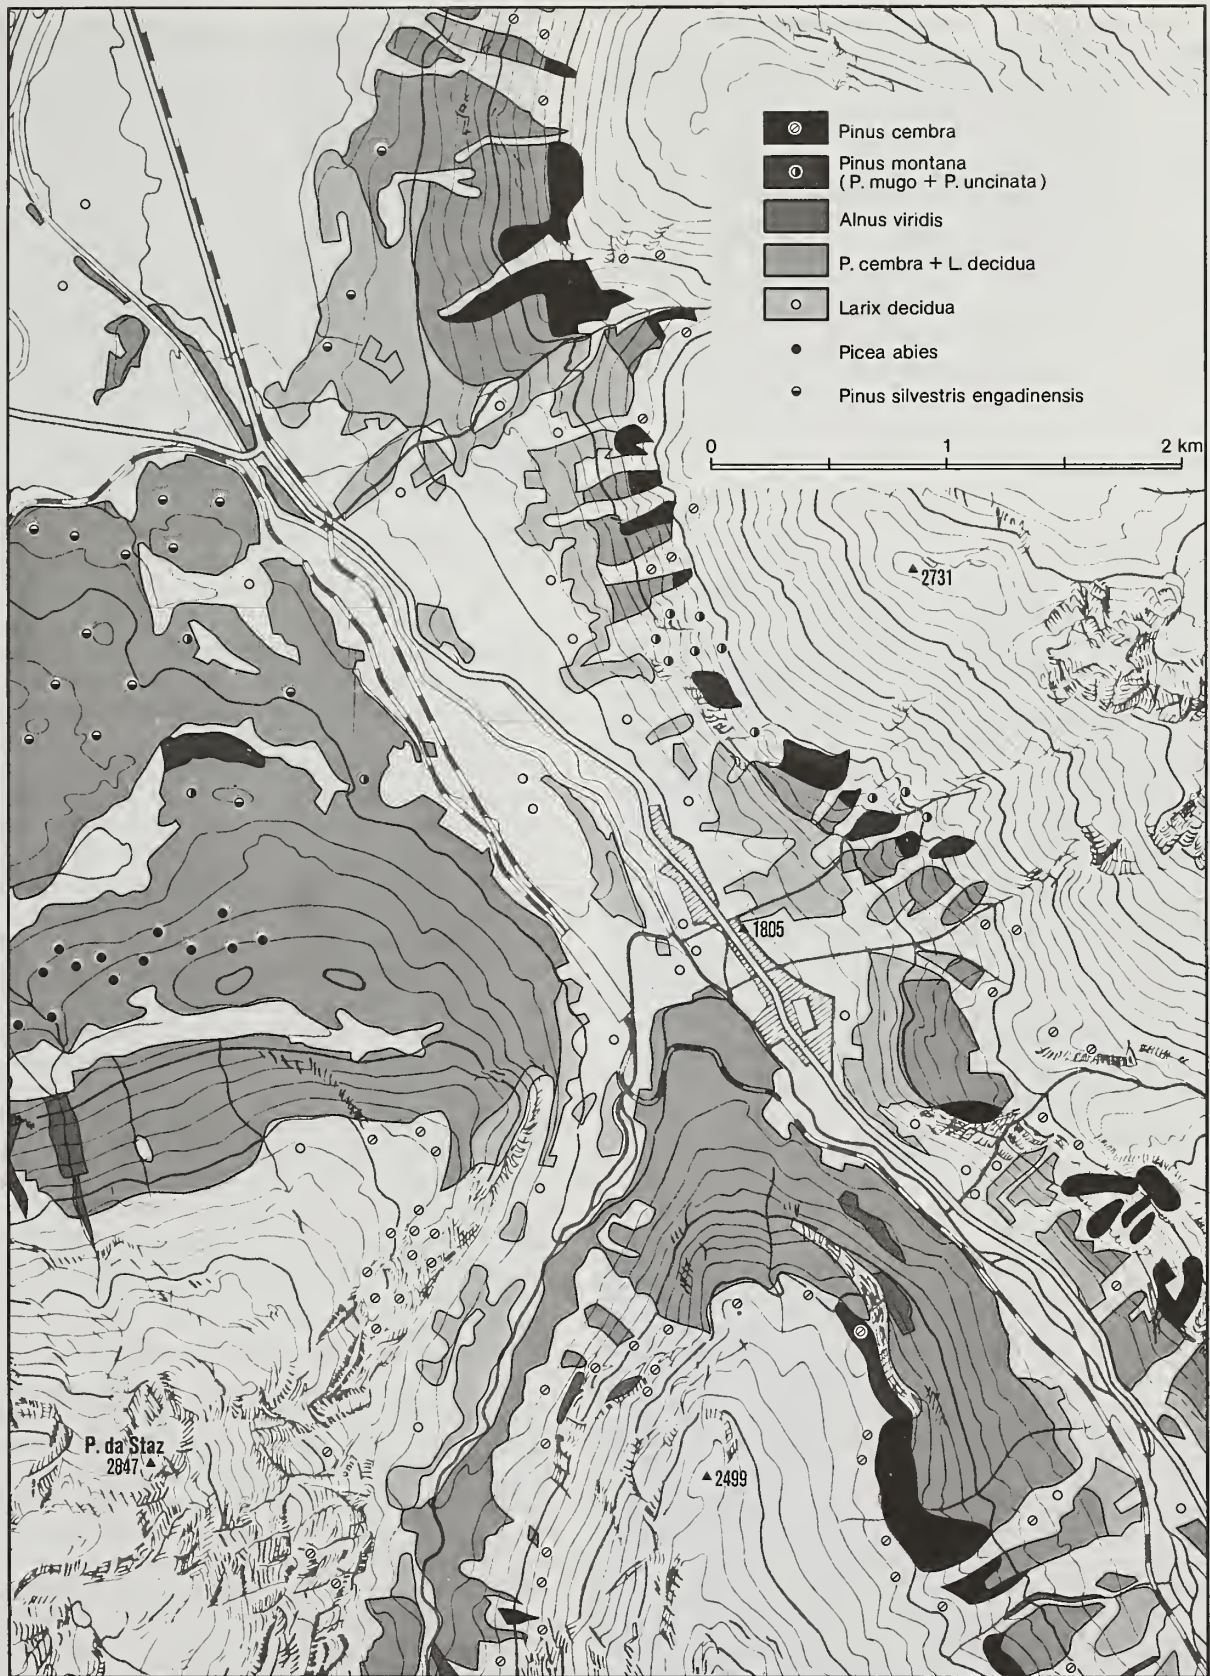 Pinus cembra
Pinus montana
(P. mugo + P. uncinata)
Alnus viridis
P. cembra + L. decidua
Larix decidua
Picea abies
Pinus silvestris engadinensis
0 1 2 km
2731
1805
P. da Staz
2847
2499